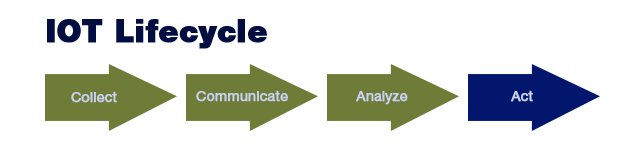 IOT Lifecycle
Collect
Communicate
Analyze
Act